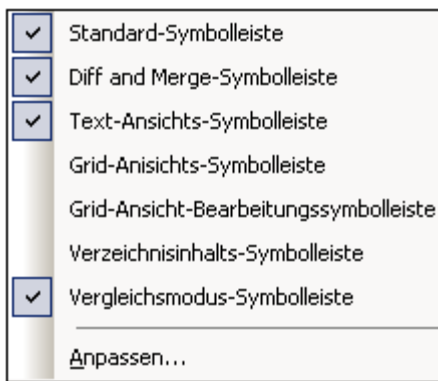 Standard-Symbolleiste
Diff and Merge-Symbolleiste
Text-Ansichts-Symbolleiste
Grid-Anisichts-Symbolleiste
Grid-Ansicht-Bearbeitungssymbolleiste
Verzeichnisinhalts-Symbolleiste
Vergleichsmodus-Symbolleiste
Anpassen...